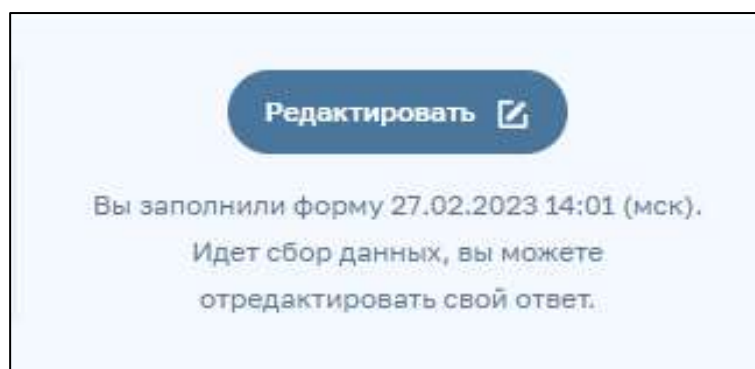 Редактировать
Вы заполнили форму 27.02.2023 14:01 (мск).
Идет сбор данных, вы можете
отредактировать свой ответ.